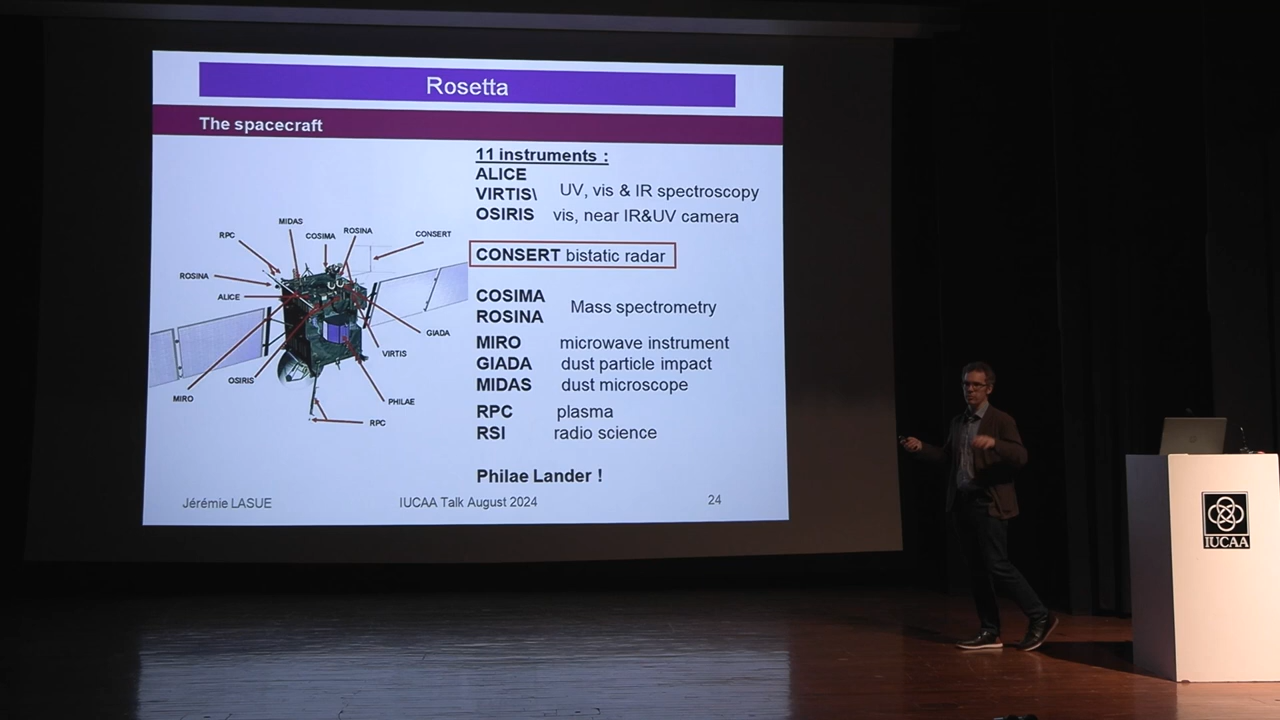 Rosetta
The spacecraft
11 instruments :
ALICE
VIRTIS\ UV, vis & IR spectroscopy
OSIRIS vis, near IR&UV camera
CONSERT bistatic radar
COSIMA
ROSINA Mass spectrometry
MIRO microwave instrument
GIADA dust particle impact
MIDAS dust microscope
RPC plasma
RSI radio science
Philae Lander !
MIDAS
RPC
COSIMA
ROSINA
CONSERT
ROSINA
ALICE
GIADA
VIRTIS
OSIRIS
MIRO
PHILAE
RPC
Jérémie LASUE
IUCAA Talk August 2024
24
IUCAA